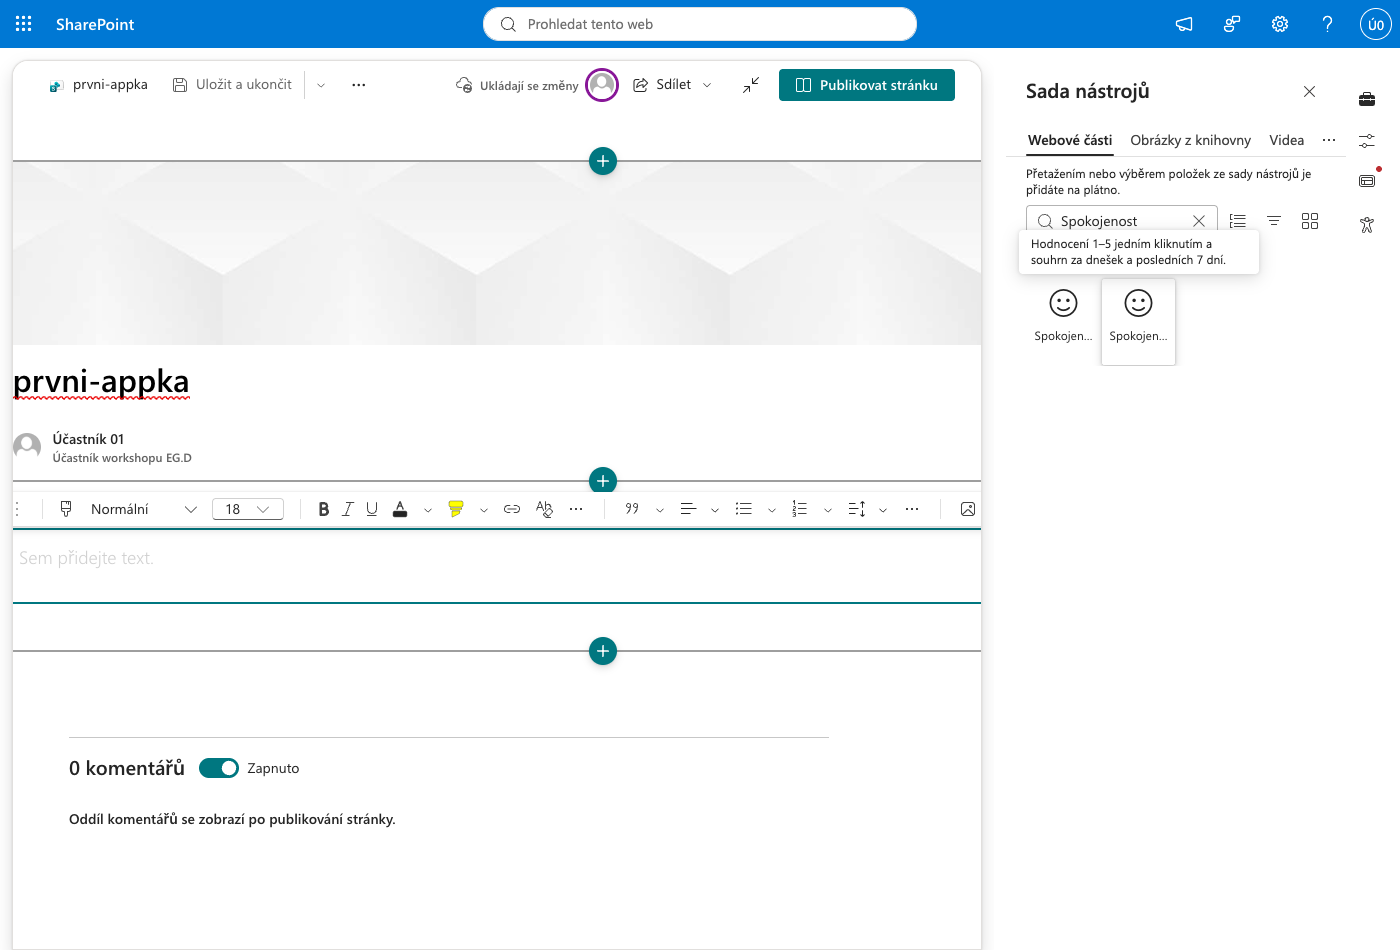 SharePoint
Prohledat tento web
Ú0
prvni-appka
Uložit a ukončit
Ukládají se změny
Sdílet
Publikovat stránku
prvni-appka
Účastník 01
Účastník workshopu EG.D
Normální
18
Sem přidejte text.
0 komentářů
Zapnuto
Oddíl komentářů se zobrazí po publikování stránky.
Sada nástrojů
Webové části
Obrázky z knihovny
Videa
Přetažením nebo výběrem položek ze sady nástrojů je
přidáte na plátno.
Spokojenost
Hodnocení 1–5 jedním kliknutím a
souhrn za dnešek a posledních 7 dní.
Spokojen...
Spokojen...